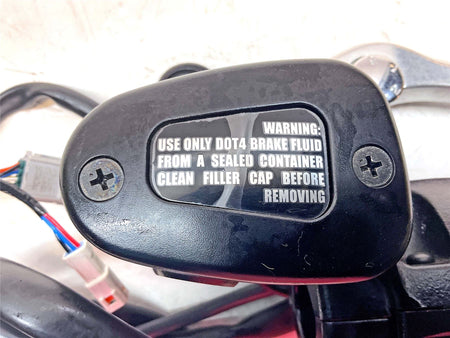 WARNING:
USE ONLY DOT4 BRAKE FLUID
FROM A SEALED CONTAINER
CLEAN FILLER CAP BEFORE
REMOVING